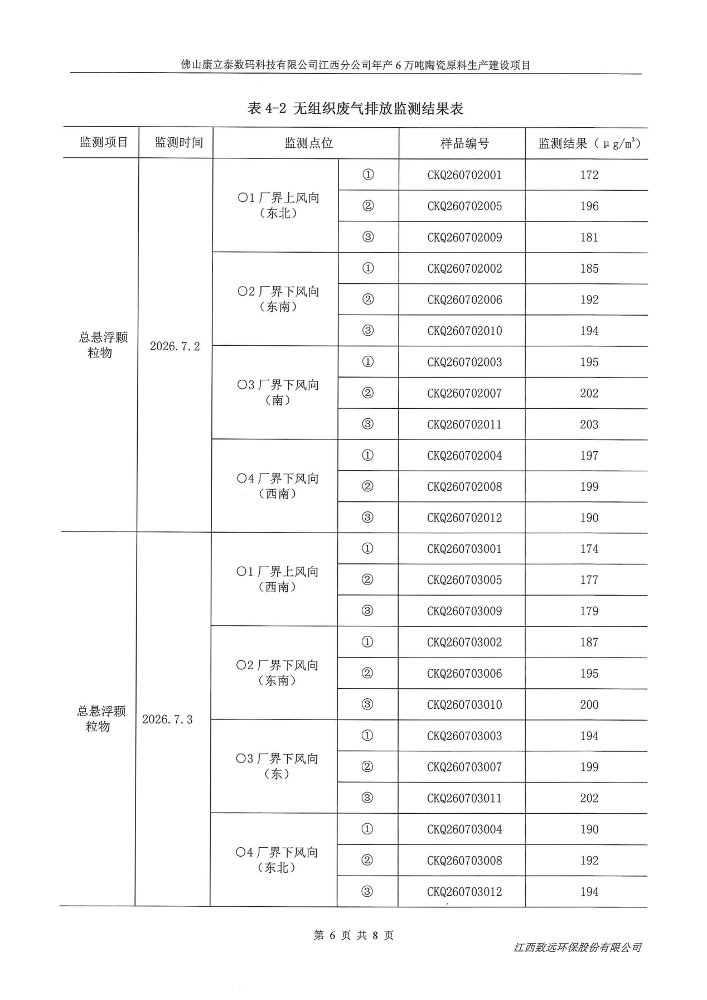 佛山康立泰数码科技有限公司江西分公司年产6万吨陶瓷原料生产建设项目
表 4-2 无组织废气排放监测结果表
监测项目 监测时间 监测点位 样品编号 监测结果（μg/m³）
总悬浮颗
粒物
2026.7.2
○1厂界上风向
（东北）
① CKQ260702001 172
② CKQ260702005 196
③ CKQ260702009 181
○2厂界下风向
（东南）
① CKQ260702002 185
② CKQ260702006 192
③ CKQ260702010 194
○3厂界下风向
（南）
① CKQ260702003 195
② CKQ260702007 202
③ CKQ260702011 203
○4厂界下风向
（西南）
① CKQ260702004 197
② CKQ260702008 199
③ CKQ260702012 190
总悬浮颗
粒物
2026.7.3
○1厂界上风向
（西南）
① CKQ260703001 174
② CKQ260703005 177
③ CKQ260703009 179
○2厂界下风向
（东南）
① CKQ260703002 187
② CKQ260703006 195
③ CKQ260703010 200
○3厂界下风向
（东）
① CKQ260703003 194
② CKQ260703007 199
③ CKQ260703011 202
○4厂界下风向
（东北）
① CKQ260703004 190
② CKQ260703008 192
③ CKQ260703012 194
第 6 页 共 8 页
江西致远环保股份有限公司